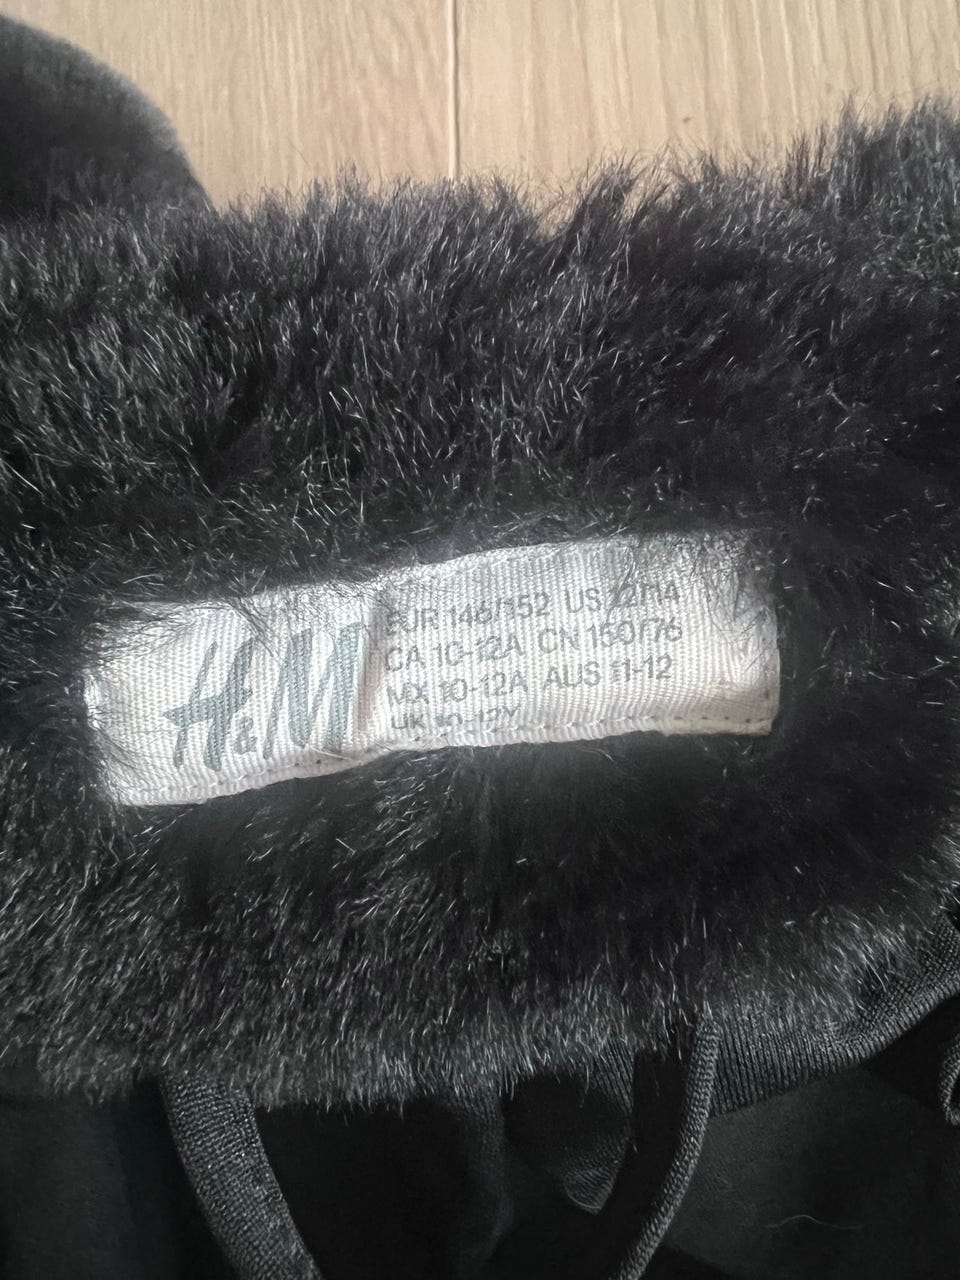 H&M
EUR 146/152 US 12/14
CA 10-12A CN 150/76
MX 10-12A AUS 11-12
UK 10-12Y